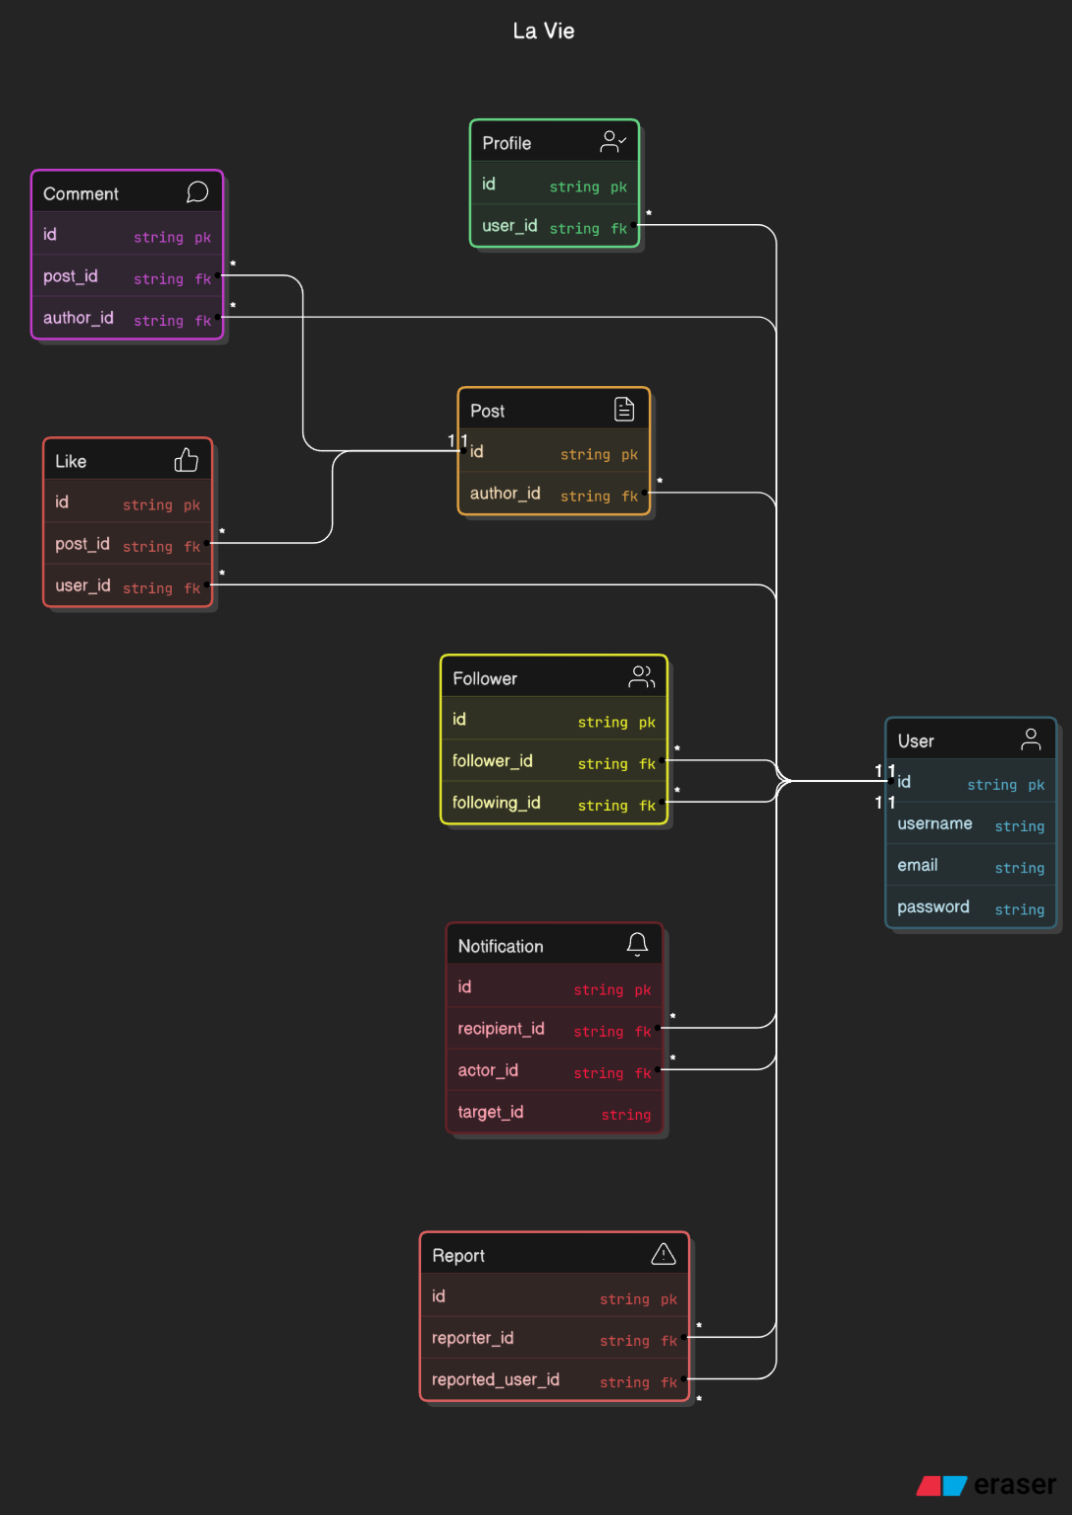 La Vie
Profile
id string pk
user_id string fk
*
Comment
id string pk
post_id string fk
*
author_id string fk
*
Post
1 1
id string pk
author_id string fk
*
Like
id string pk
post_id string fk
*
user_id string fk
*
Follower
id string pk
follower_id string fk
*
following_id string fk
*
User
1 1
id string pk
1 1
username string
email string
password string
Notification
id string pk
recipient_id string fk
*
actor_id string fk
*
target_id string
Report
id string pk
reporter_id string fk
*
reported_user_id string fk
*
eraser